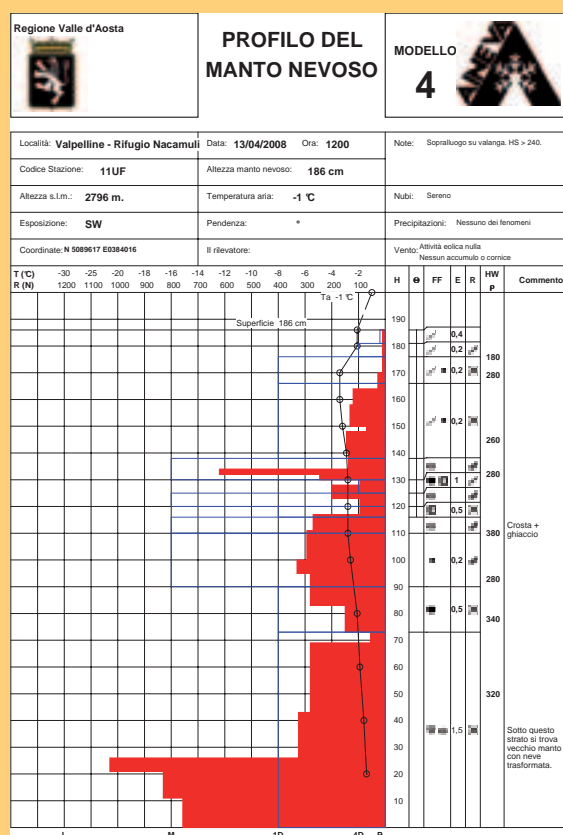 Regione Valle d'Aosta
PROFILO DEL
MANTO NEVOSO
MODELLO
4
AINEVA
Località: Valpelline - Rifugio Nacamuli
Data: 13/04/2008 Ora: 1200
Note: Sopralluogo su valanga. HS > 240.
Codice Stazione: 11UF
Altezza manto nevoso: 186 cm
Altezza s.l.m.: 2796 m.
Temperatura aria: -1 °C
Nubi: Sereno
Esposizione: SW
Pendenza: °
Precipitazioni: Nessuno dei fenomeni
Coordinate: N 5089617 E0384016
Il rilevatore:
Vento: Attività eolica nulla
Nessun accumulo o cornice
T (°C) -30 -25 -20 -18 -16 -14 -12 -10 -8 -6 -4 -2
R (N) 1200 1100 1000 900 800 700 600 500 400 300 200 100
H Θ FF E R HW ρ Commento
Ta -1 °C
Superficie 186 cm
190
0,4
180 0,2
180
170 0,2 280
160
150 0,2
140 260
130 1 280
120 0,5
110 380 Crosta +
ghiaccio
100 0,2
90 280
80 0,5 340
70
60
50 320
40
1,5 Sotto questo
30 strato si trova
vecchio manto
20 con neve
trasformata.
10
I M 1D 4D P